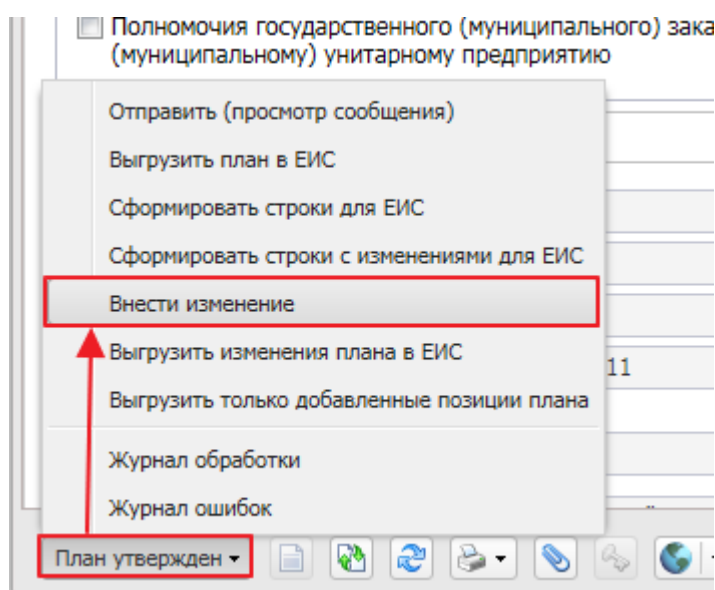 Полномочия государственного (муниципального) зака
(муниципальному) унитарному предприятию
Отправить (просмотр сообщения)
Выгрузить план в ЕИС
Сформировать строки для ЕИС
Сформировать строки с изменениями для ЕИС
Внести изменение
Выгрузить изменения плана в ЕИС
11
Выгрузить только добавленные позиции плана
Журнал обработки
Журнал ошибок
План утвержден